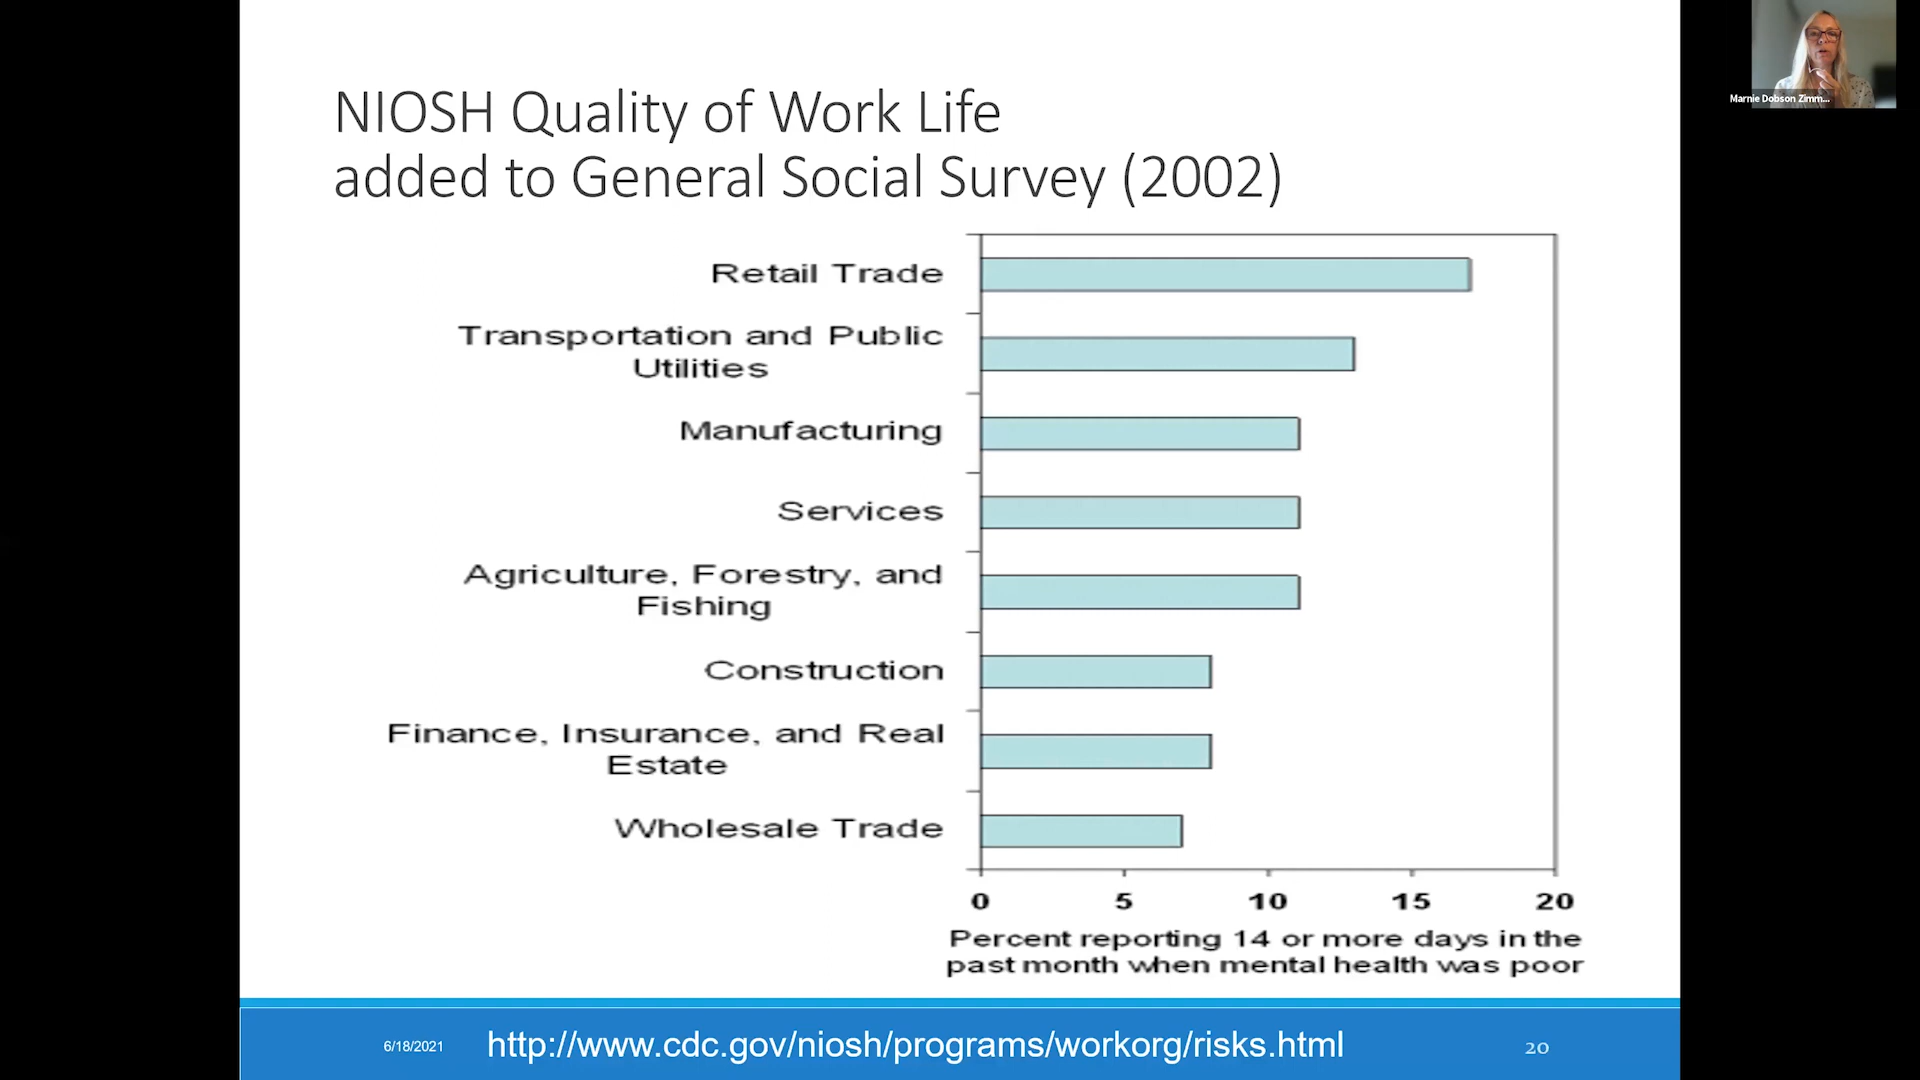 NIOSH Quality of Work Life
added to General Social Survey (2002)
Retail Trade
Transportation and Public
Utilities
Manufacturing
Services
Agriculture, Forestry, and
Fishing
Construction
Finance, Insurance, and Real
Estate
Wholesale Trade
0 5 10 15 20
Percent reporting 14 or more days in the
past month when mental health was poor
6/18/2021
http://www.cdc.gov/niosh/programs/workorg/risks.html
20
Marnie Dobson Zimm...